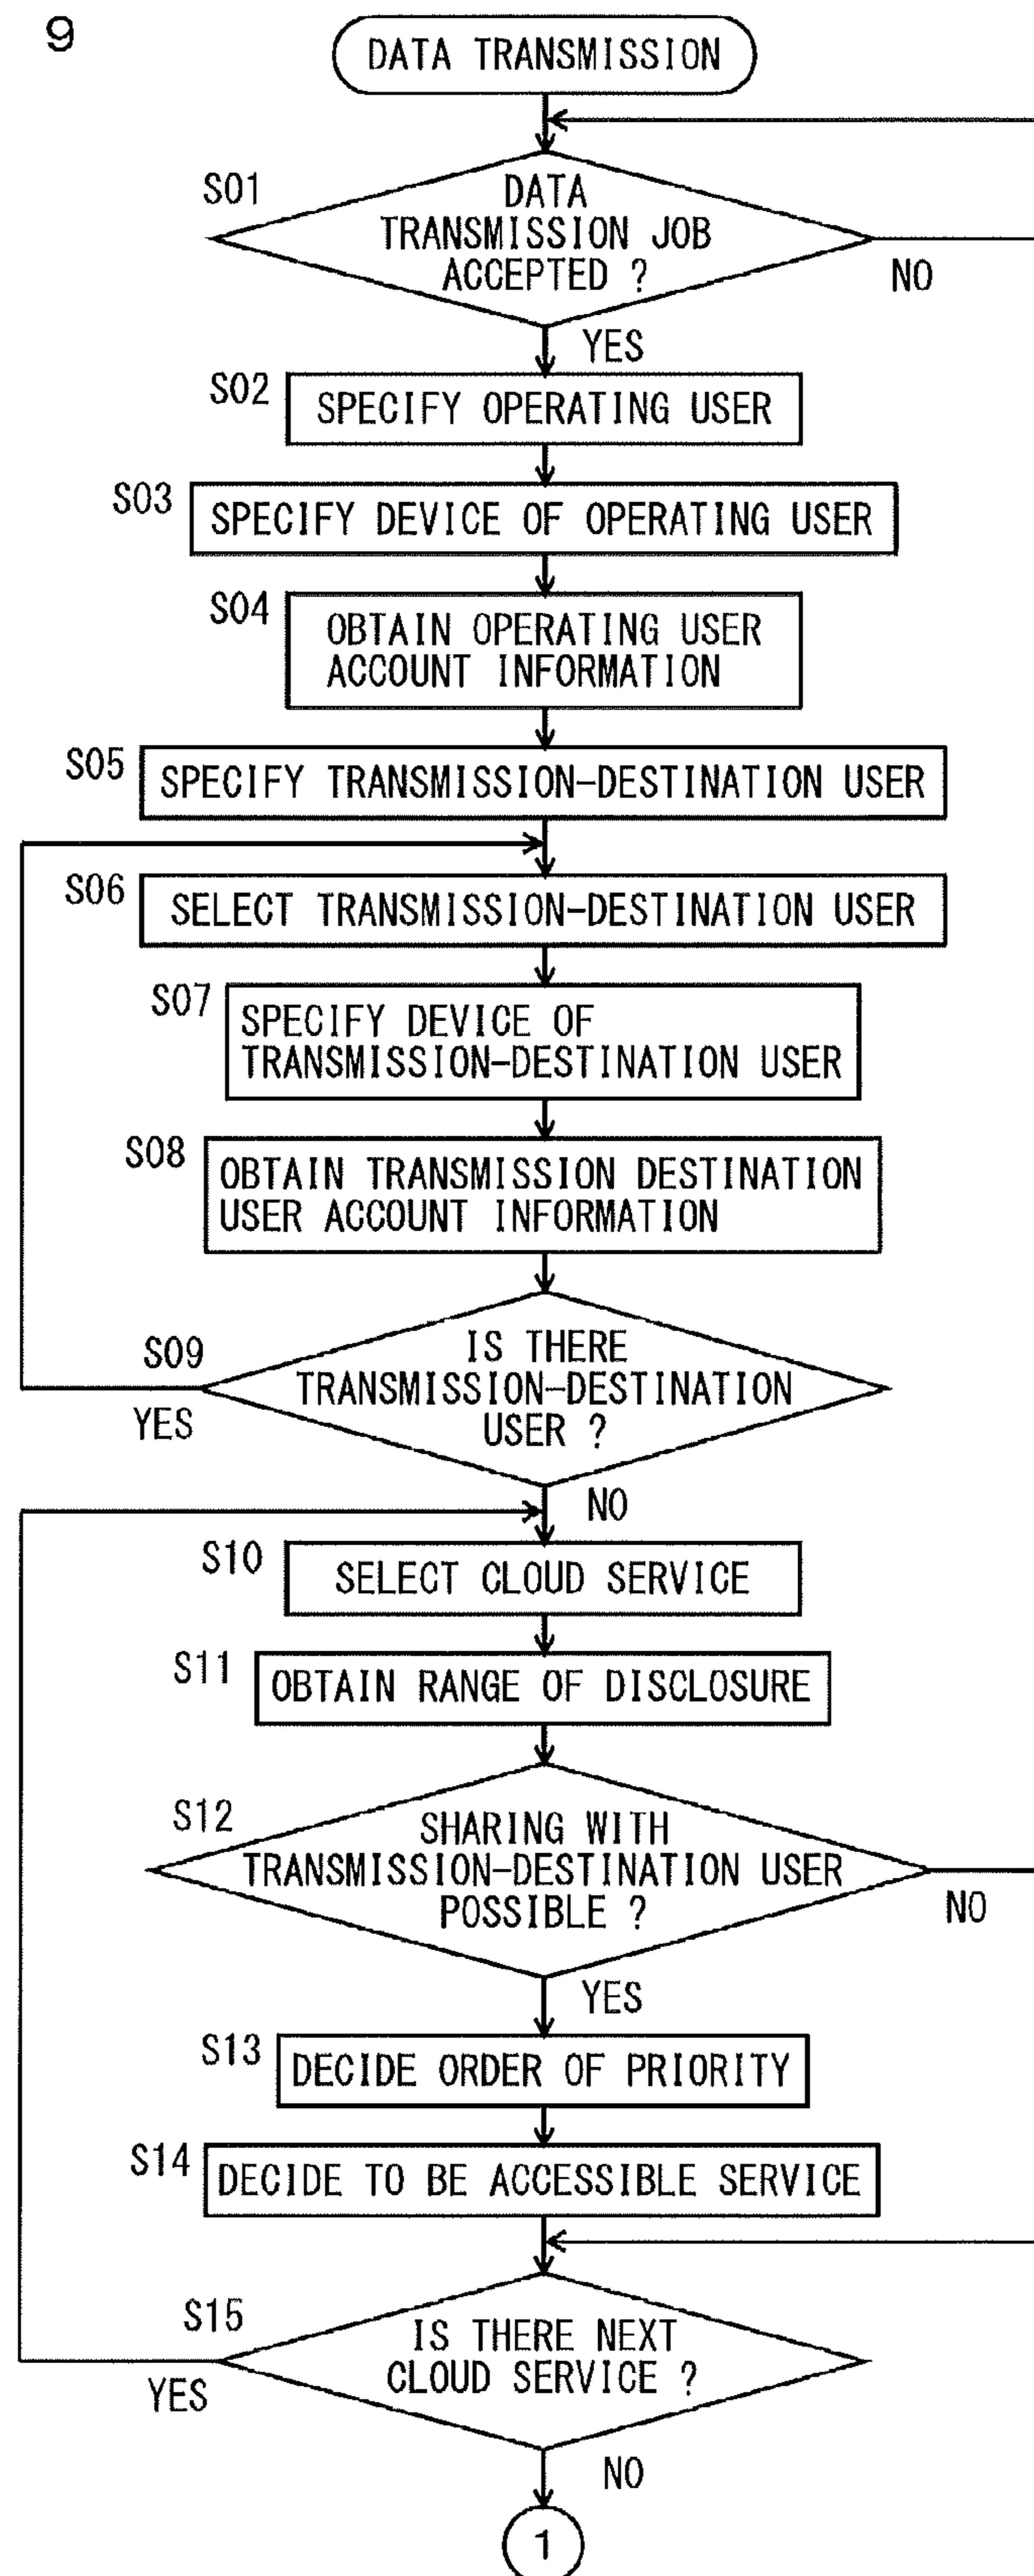 9
DATA TRANSMISSION
S01
DATA
TRANSMISSION JOB
ACCEPTED ?
NO
YES
S02
SPECIFY OPERATING USER
S03
SPECIFY DEVICE OF OPERATING USER
S04
OBTAIN OPERATING USER
ACCOUNT INFORMATION
S05
SPECIFY TRANSMISSION-DESTINATION USER
S06
SELECT TRANSMISSION-DESTINATION USER
S07
SPECIFY DEVICE OF
TRANSMISSION-DESTINATION USER
S08
OBTAIN TRANSMISSION DESTINATION
USER ACCOUNT INFORMATION
S09
IS THERE
TRANSMISSION-DESTINATION
USER ?
YES
NO
S10
SELECT CLOUD SERVICE
S11
OBTAIN RANGE OF DISCLOSURE
S12
SHARING WITH
TRANSMISSION-DESTINATION USER
POSSIBLE ?
NO
YES
S13
DECIDE ORDER OF PRIORITY
S14
DECIDE TO BE ACCESSIBLE SERVICE
S15
IS THERE NEXT
CLOUD SERVICE ?
YES
NO
1